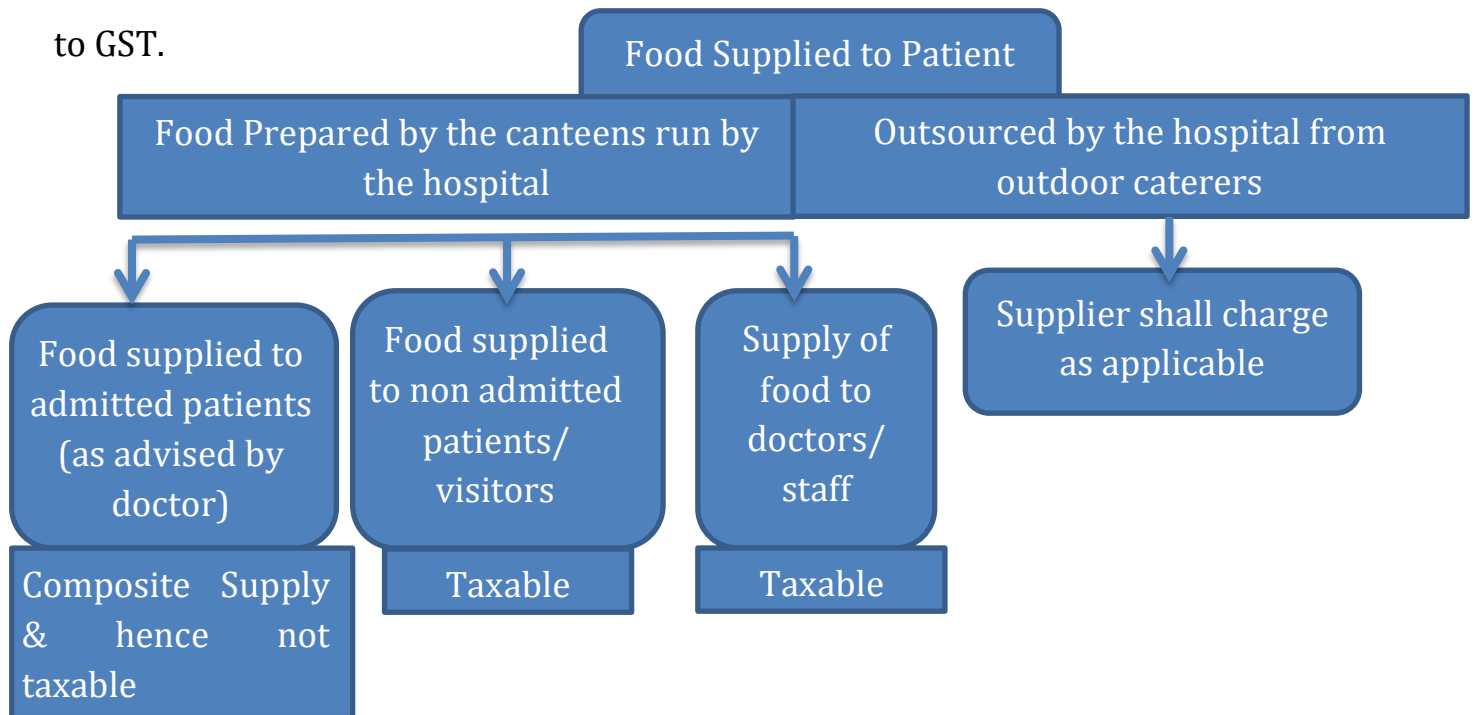 to GST.
Food Supplied to Patient
Food Prepared by the canteens run by
the hospital
Outsourced by the hospital from
outdoor caterers
Food supplied to
admitted patients
(as advised by
doctor)
Food supplied
to non admitted
patients/
visitors
Supply of
food to
doctors/
staff
Supplier shall charge
as applicable
Composite Supply
& hence not
taxable
Taxable
Taxable